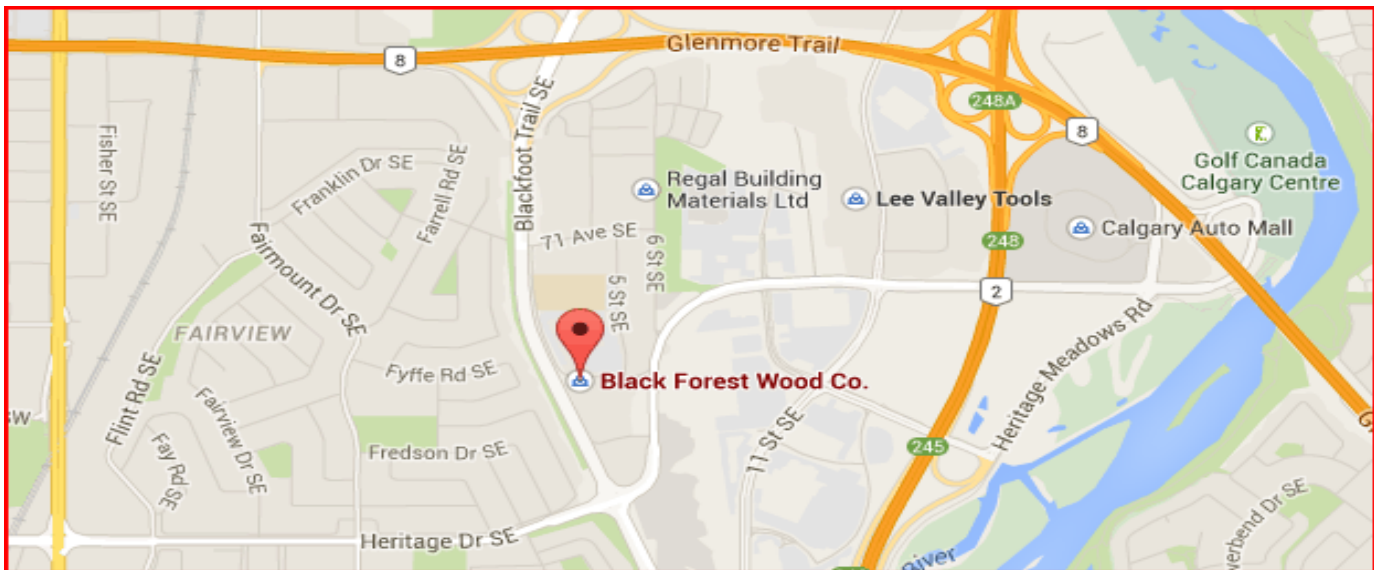 Glenmore Trail
8
248A
8
Fisher St SE
Franklin Dr SE
Farrell Rd SE
Blackfoot Trail SE
Regal Building
Materials Ltd
Lee Valley Tools
Golf Canada
Calgary Centre
Calgary Auto Mall
71 Ave SE
6 St SE
5 St SE
248
2
Fairmount Dr SE
FAIRVIEW
Flint Rd SE
Fyffe Rd SE
Black Forest Wood Co.
Heritage Meadows Rd
SW
Fairview Dr SE
Fay Rd SE
Fredson Dr SE
11 St SE
245
Heritage Dr SE
River
verbend Dr SE